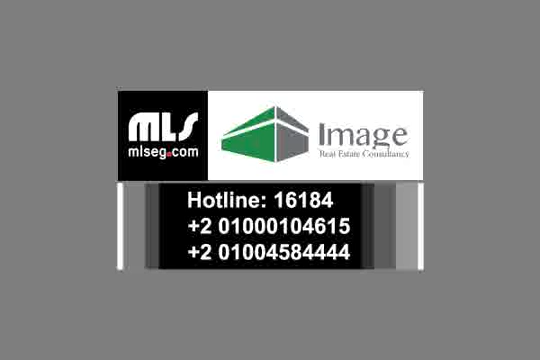 MLS
mlseg.com
Image
Real Estate Consultancy
Hotline: 16184
+2 01000104615
+2 01004584444